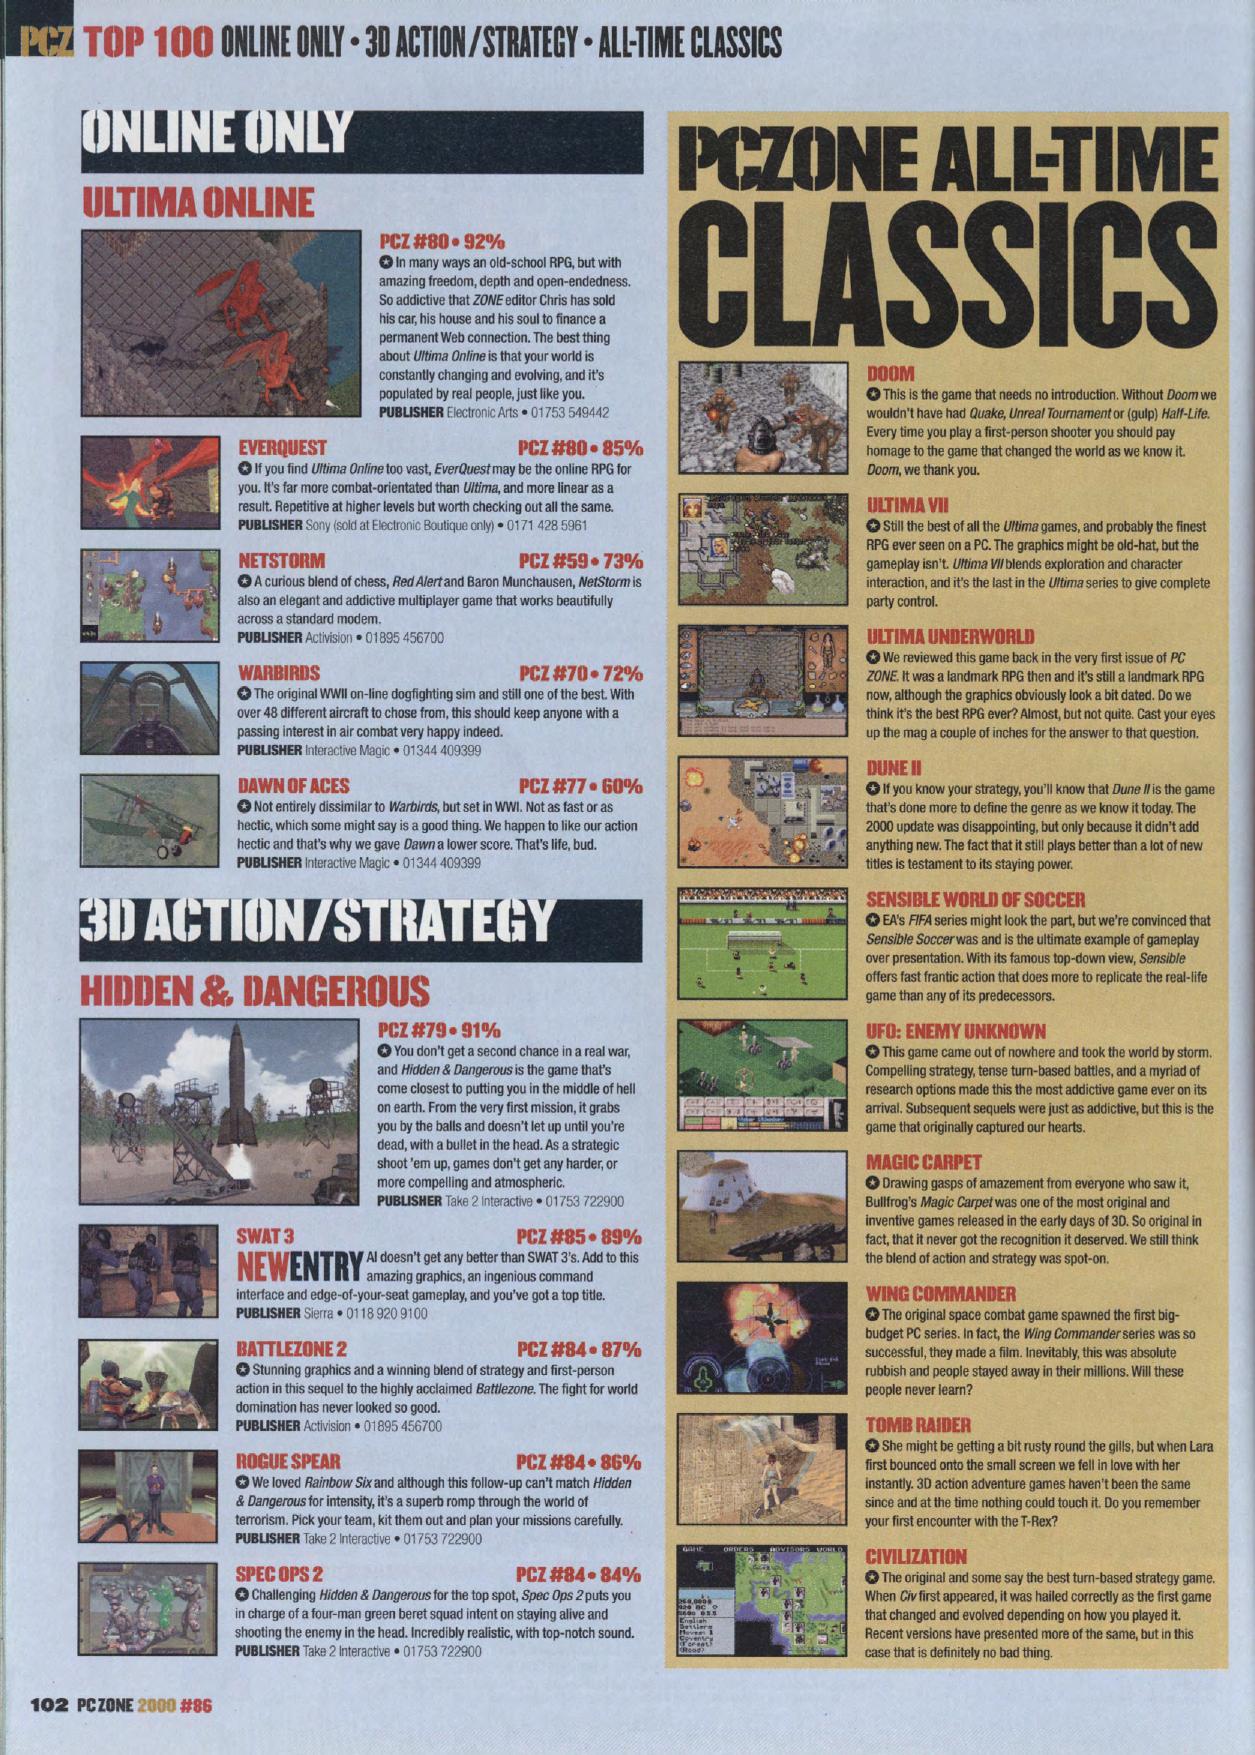 PCZ TOP 100 ONLINE ONLY • 3D ACTION/STRATEGY • ALL-TIME CLASSICS
ONLINE ONLY
ULTIMA ONLINE
PCZ #80 • 92%
In many ways an old-school RPG, but with
amazing freedom, depth and open-endedness.
So addictive that ZONE editor Chris has sold
his car, his house and his soul to finance a
permanent Web connection. The best thing
about Ultima Online is that your world is
constantly changing and evolving, and it's
populated by real people, just like you.
PUBLISHER Electronic Arts • 01753 549442
EVERQUEST PCZ #80 • 85%
If you find Ultima Online too vast, EverQuest may be the online RPG for
you. It's far more combat-orientated than Ultima, and more linear as a
result. Repetitive at higher levels but worth checking out all the same.
PUBLISHER Sony (sold at Electronic Boutique only) • 0171 428 5961
NETSTORM PCZ #59 • 73%
A curious blend of chess, Red Alert and Baron Munchausen, NetStorm is
also an elegant and addictive multiplayer game that works beautifully
across a standard modem.
PUBLISHER Activision • 01895 456700
WARBIRDS PCZ #70 • 72%
The original WWII on-line dogfighting sim and still one of the best. With
over 48 different aircraft to chose from, this should keep anyone with a
passing interest in air combat very happy indeed.
PUBLISHER Interactive Magic • 01344 409399
DAWN OF ACES PCZ #77 • 60%
Not entirely dissimilar to Warbirds, but set in WWI. Not as fast or as
hectic, which some might say is a good thing. We happen to like our action
hectic and that's why we gave Dawn a lower score. That's life, bud.
PUBLISHER Interactive Magic • 01344 409399
3D ACTION/STRATEGY
HIDDEN & DANGEROUS
PCZ #79 • 91%
You don't get a second chance in a real war,
and Hidden & Dangerous is the game that's
come closest to putting you in the middle of hell
on earth. From the very first mission, it grabs
you by the balls and doesn't let up until you're
dead, with a bullet in the head. As a strategic
shoot 'em up, games don't get any harder, or
more compelling and atmospheric.
PUBLISHER Take 2 Interactive • 01753 722900
SWAT 3 PCZ #85 • 89%
NEW ENTRY AI doesn't get any better than SWAT 3's. Add to this
amazing graphics, an ingenious command
interface and edge-of-your-seat gameplay, and you've got a top title.
PUBLISHER Sierra • 0118 920 9100
BATTLEZONE 2 PCZ #84 • 87%
Stunning graphics and a winning blend of strategy and first-person
action in this sequel to the highly acclaimed Battlezone. The fight for world
domination has never looked so good.
PUBLISHER Activision • 01895 456700
ROGUE SPEAR PCZ #84 • 86%
We loved Rainbow Six and although this follow-up can't match Hidden
& Dangerous for intensity, it's a superb romp through the world of
terrorism. Pick your team, kit them out and plan your missions carefully.
PUBLISHER Take 2 Interactive • 01753 722900
SPEC OPS 2 PCZ #84 • 84%
Challenging Hidden & Dangerous for the top spot, Spec Ops 2 puts you
in charge of a four-man green beret squad intent on staying alive and
shooting the enemy in the head. Incredibly realistic, with top-notch sound.
PUBLISHER Take 2 Interactive • 01753 722900
PCZONE ALL-TIME
CLASSICS
DOOM
This is the game that needs no introduction. Without Doom we
wouldn't have had Quake, Unreal Tournament or (gulp) Half-Life.
Every time you play a first-person shooter you should pay
homage to the game that changed the world as we know it.
Doom, we thank you.
ULTIMA VII
Still the best of all the Ultima games, and probably the finest
RPG ever seen on a PC. The graphics might be old-hat, but the
gameplay isn't. Ultima VII blends exploration and character
interaction, and it's the last in the Ultima series to give complete
party control.
ULTIMA UNDERWORLD
We reviewed this game back in the very first issue of PC
ZONE. It was a landmark RPG then and it's still a landmark RPG
now, although the graphics obviously look a bit dated. Do we
think it's the best RPG ever? Almost, but not quite. Cast your eyes
up the mag a couple of inches for the answer to that question.
DUNE II
If you know your strategy, you'll know that Dune II is the game
that's done more to define the genre as we know it today. The
2000 update was disappointing, but only because it didn't add
anything new. The fact that it still plays better than a lot of new
titles is testament to its staying power.
SENSIBLE WORLD OF SOCCER
EA's FIFA series might look the part, but we're convinced that
Sensible Soccer was and is the ultimate example of gameplay
over presentation. With its famous top-down view, Sensible
offers fast frantic action that does more to replicate the real-life
game than any of its predecessors.
UFO: ENEMY UNKNOWN
This game came out of nowhere and took the world by storm.
Compelling strategy, tense turn-based battles, and a myriad of
research options made this the most addictive game ever on its
arrival. Subsequent sequels were just as addictive, but this is the
game that originally captured our hearts.
MAGIC CARPET
Drawing gasps of amazement from everyone who saw it,
Bullfrog's Magic Carpet was one of the most original and
inventive games released in the early days of 3D. So original in
fact, that it never got the recognition it deserved. We still think
the blend of action and strategy was spot-on.
WING COMMANDER
The original space combat game spawned the first big-
budget PC series. In fact, the Wing Commander series was so
successful, they made a film. Inevitably, this was absolute
rubbish and people stayed away in their millions. Will these
people never learn?
TOMB RAIDER
She might be getting a bit rusty round the gills, but when Lara
first bounced onto the small screen we fell in love with her
instantly. 3D action adventure games haven't been the same
since and at the time nothing could touch it. Do you remember
your first encounter with the T-Rex?
GAME ORDERS ADVISORS WORLD
English
Settlers
Moves: 1
Coventry
(Forest)
(Road)
CIVILIZATION
The original and some say the best turn-based strategy game.
When Civ first appeared, it was hailed correctly as the first game
that changed and evolved depending on how you played it.
Recent versions have presented more of the same, but in this
case that is definitely no bad thing.
102 PCZONE 2000 #86